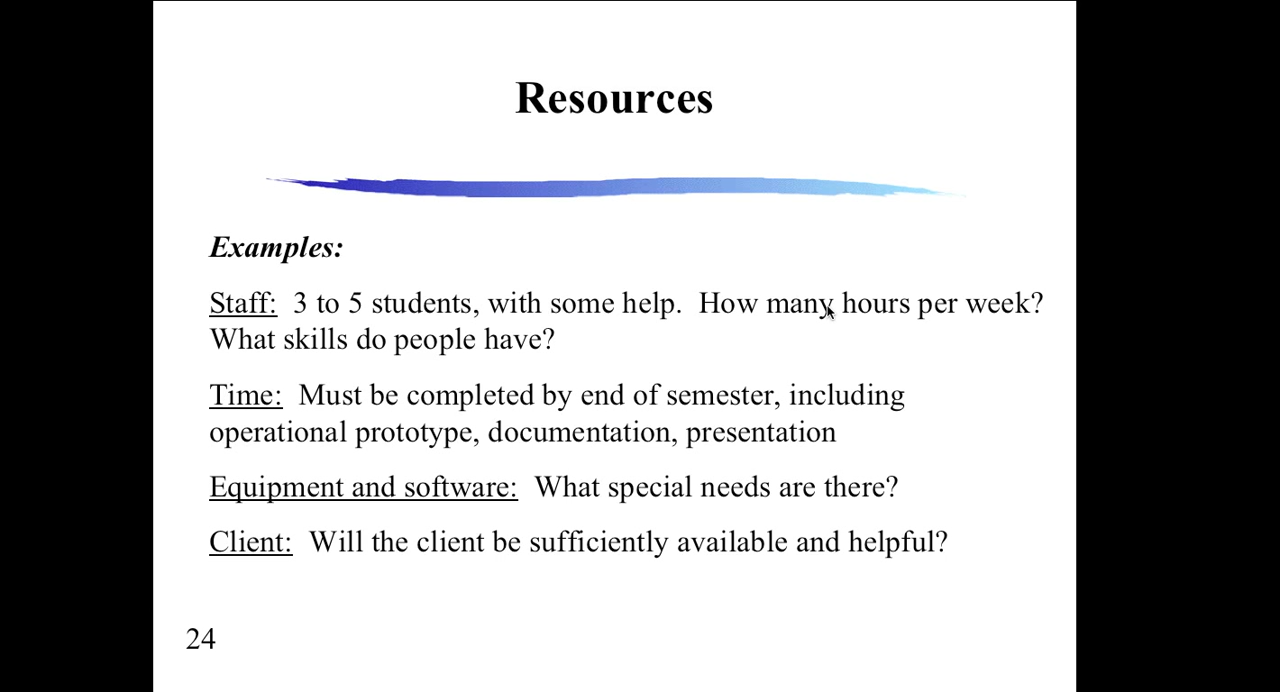 Resources
Examples:
Staff:  3 to 5 students, with some help.  How many hours per week?
What skills do people have?
Time:  Must be completed by end of semester, including
operational prototype, documentation, presentation
Equipment and software:  What special needs are there?
Client:  Will the client be sufficiently available and helpful?
24